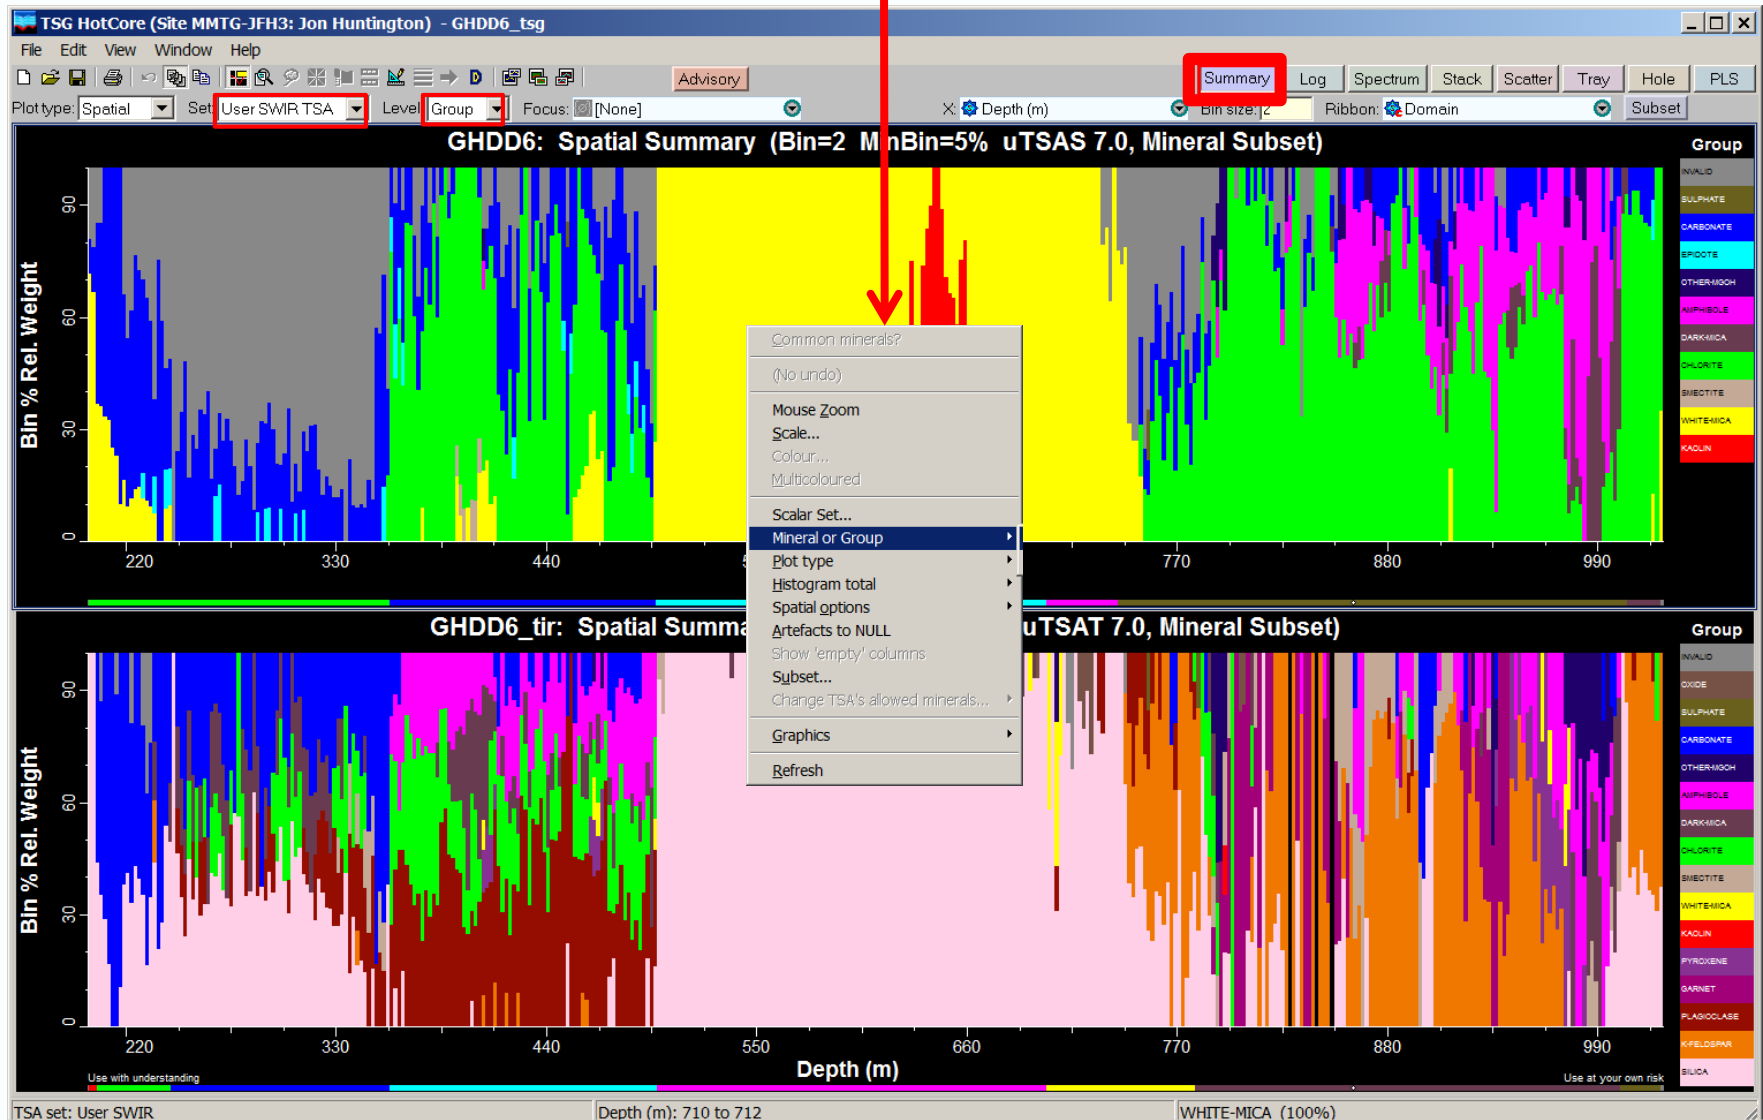 TSG HotCore (Site MMTG-JFH3: Jon Huntington) - GHDD6_tsg
File Edit View Window Help
Advisory Summary Log Spectrum Stack Scatter Tray Hole PLS
Plot type: Spatial Set: User SWIR TSA Level: Group Focus: [None] X: Depth (m) Bin size: 2 Ribbon: Domain Subset
GHDD6: Spatial Summary (Bin=2 MinBin=5% uTSAS 7.0, Mineral Subset)
Group
INVALID
SULPHATE
CARBONATE
EPIDOTE
OTHER-MGOH
AMPHIBOLE
DARK-MICA
CHLORITE
SMECTITE
WHITE-MICA
KAOLIN
Bin % Rel. Weight
90
60
30
0
220 330 440 770 880 990
Common minerals?
(No undo)
Mouse Zoom
Scale...
Colour...
Multicoloured
Scalar Set...
Mineral or Group
Plot type
Histogram total
Spatial options
Artefacts to NULL
Show 'empty' columns
Subset...
Change TSA's allowed minerals...
Graphics
Refresh
GHDD6_tir: Spatial Summa uTSAT 7.0, Mineral Subset)
Group
INVALID
OXIDE
SULPHATE
CARBONATE
OTHER-MGOH
AMPHIBOLE
DARK-MICA
CHLORITE
SMECTITE
WHITE-MICA
KAOLIN
PYROXENE
GARNET
PLAGIOCLASE
K-FELDSPAR
SILICA
Bin % Rel. Weight
90
60
30
0
220 330 440 550 660 770 880 990
Depth (m)
Use with understanding
Use at your own risk
TSA set: User SWIR
Depth (m): 710 to 712
WHITE-MICA (100%)